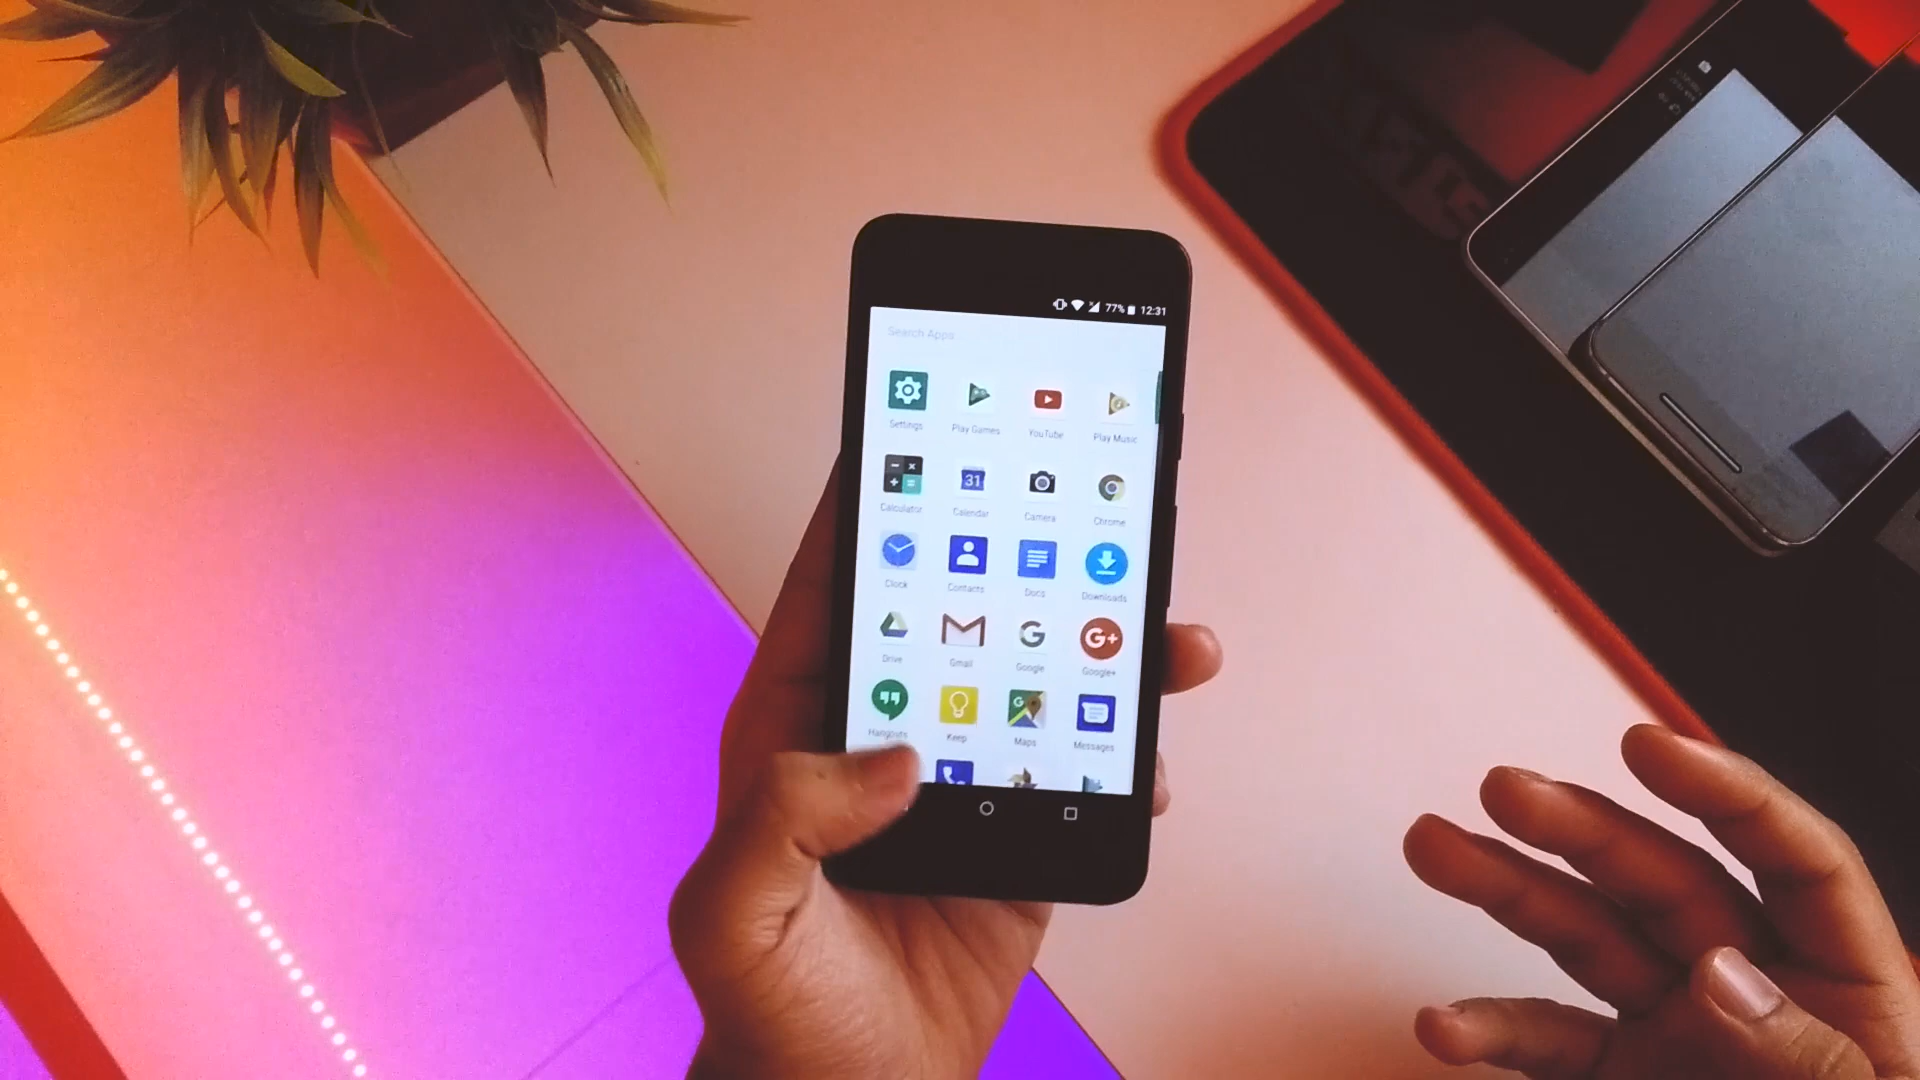 77% 12:31
Search Apps
Settings Play Games YouTube Play Music
31
Calculator Calendar Camera Chrome
Clock Contacts Docs Downloads
G G+
Drive Gmail Google Google+
G
Hangouts Keep Maps Messages